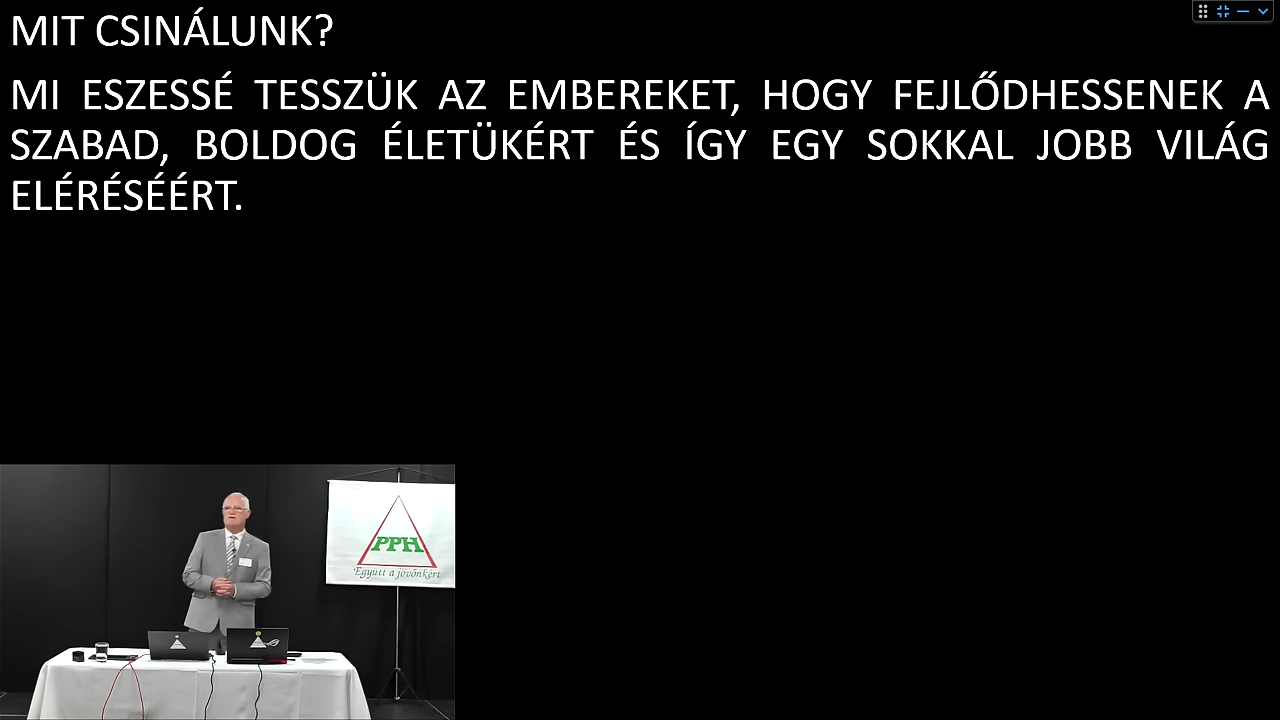 MIT CSINÁLUNK?
MI ESZESSÉ TESSZÜK AZ EMBEREKET, HOGY FEJLŐDHESSENEK A
SZABAD, BOLDOG ÉLETÜKÉRT ÉS ÍGY EGY SOKKAL JOBB VILÁG
ELÉRÉSÉÉRT.
PPH
Együtt a jövőnkért